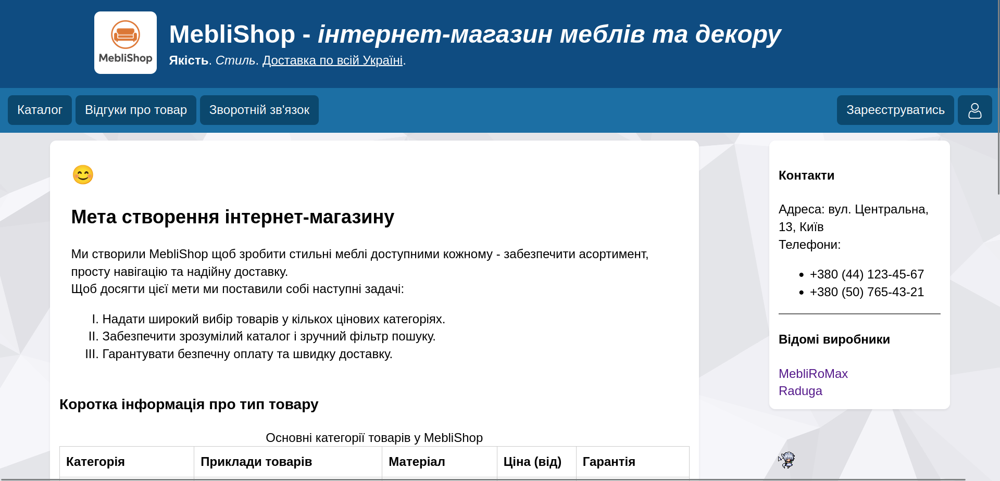 MebliShop
MebliShop - інтернет-магазин меблів та декору
Якість. Стиль. Доставка по всій Україні.
Каталог
Відгуки про товар
Зворотній зв'язок
Зареєструватись
Мета створення інтернет-магазину
Ми створили MebliShop щоб зробити стильні меблі доступними кожному - забезпечити асортимент,
просту навігацію та надійну доставку.
Щоб досягти цієї мети ми поставили собі наступні задачі:
I. Надати широкий вибір товарів у кількох цінових категоріях.
II. Забезпечити зрозумілий каталог і зручний фільтр пошуку.
III. Гарантувати безпечну оплату та швидку доставку.
Коротка інформація про тип товару
Основні категорії товарів у MebliShop
Категорія
Приклади товарів
Матеріал
Ціна (від)
Гарантія
Контакти
Адреса: вул. Центральна,
13, Київ
Телефони:
• +380 (44) 123-45-67
• +380 (50) 765-43-21
Відомі виробники
MebliRoMax
Raduga